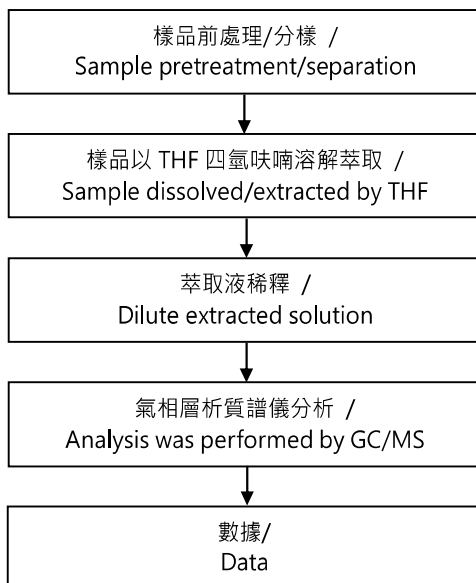 樣品前處理/分樣 /
Sample pretreatment/separation
樣品以 THF 四氫呋喃溶解萃取 /
Sample dissolved/extracted by THF
萃取液稀釋 /
Dilute extracted solution
氣相層析質譜儀分析 /
Analysis was performed by GC/MS
數據/
Data